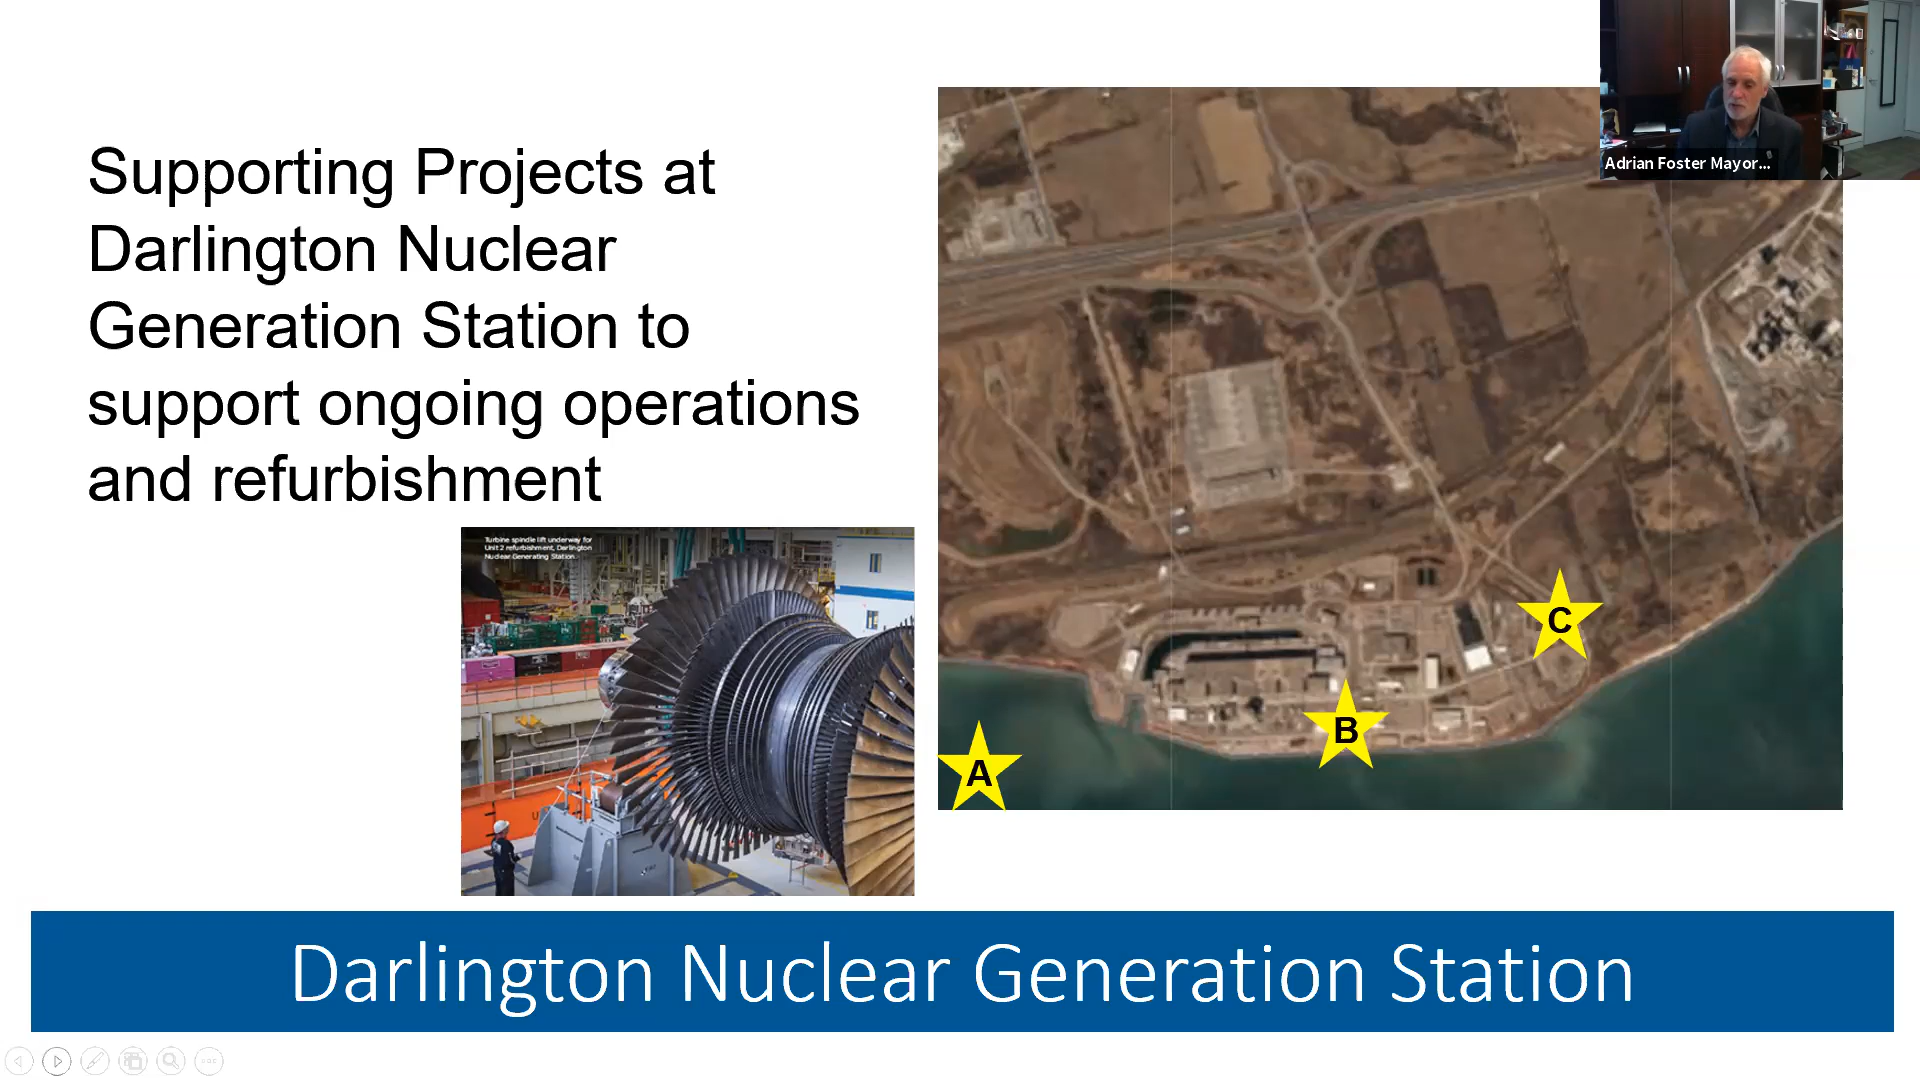 Supporting Projects at
Darlington Nuclear
Generation Station to
support ongoing operations
and refurbishment
Adrian Foster Mayor...
Turbine spindle lift underway for
Unit 2 refurbishment, Darlington
Nuclear Generating Station.
A
B
C
Darlington Nuclear Generation Station